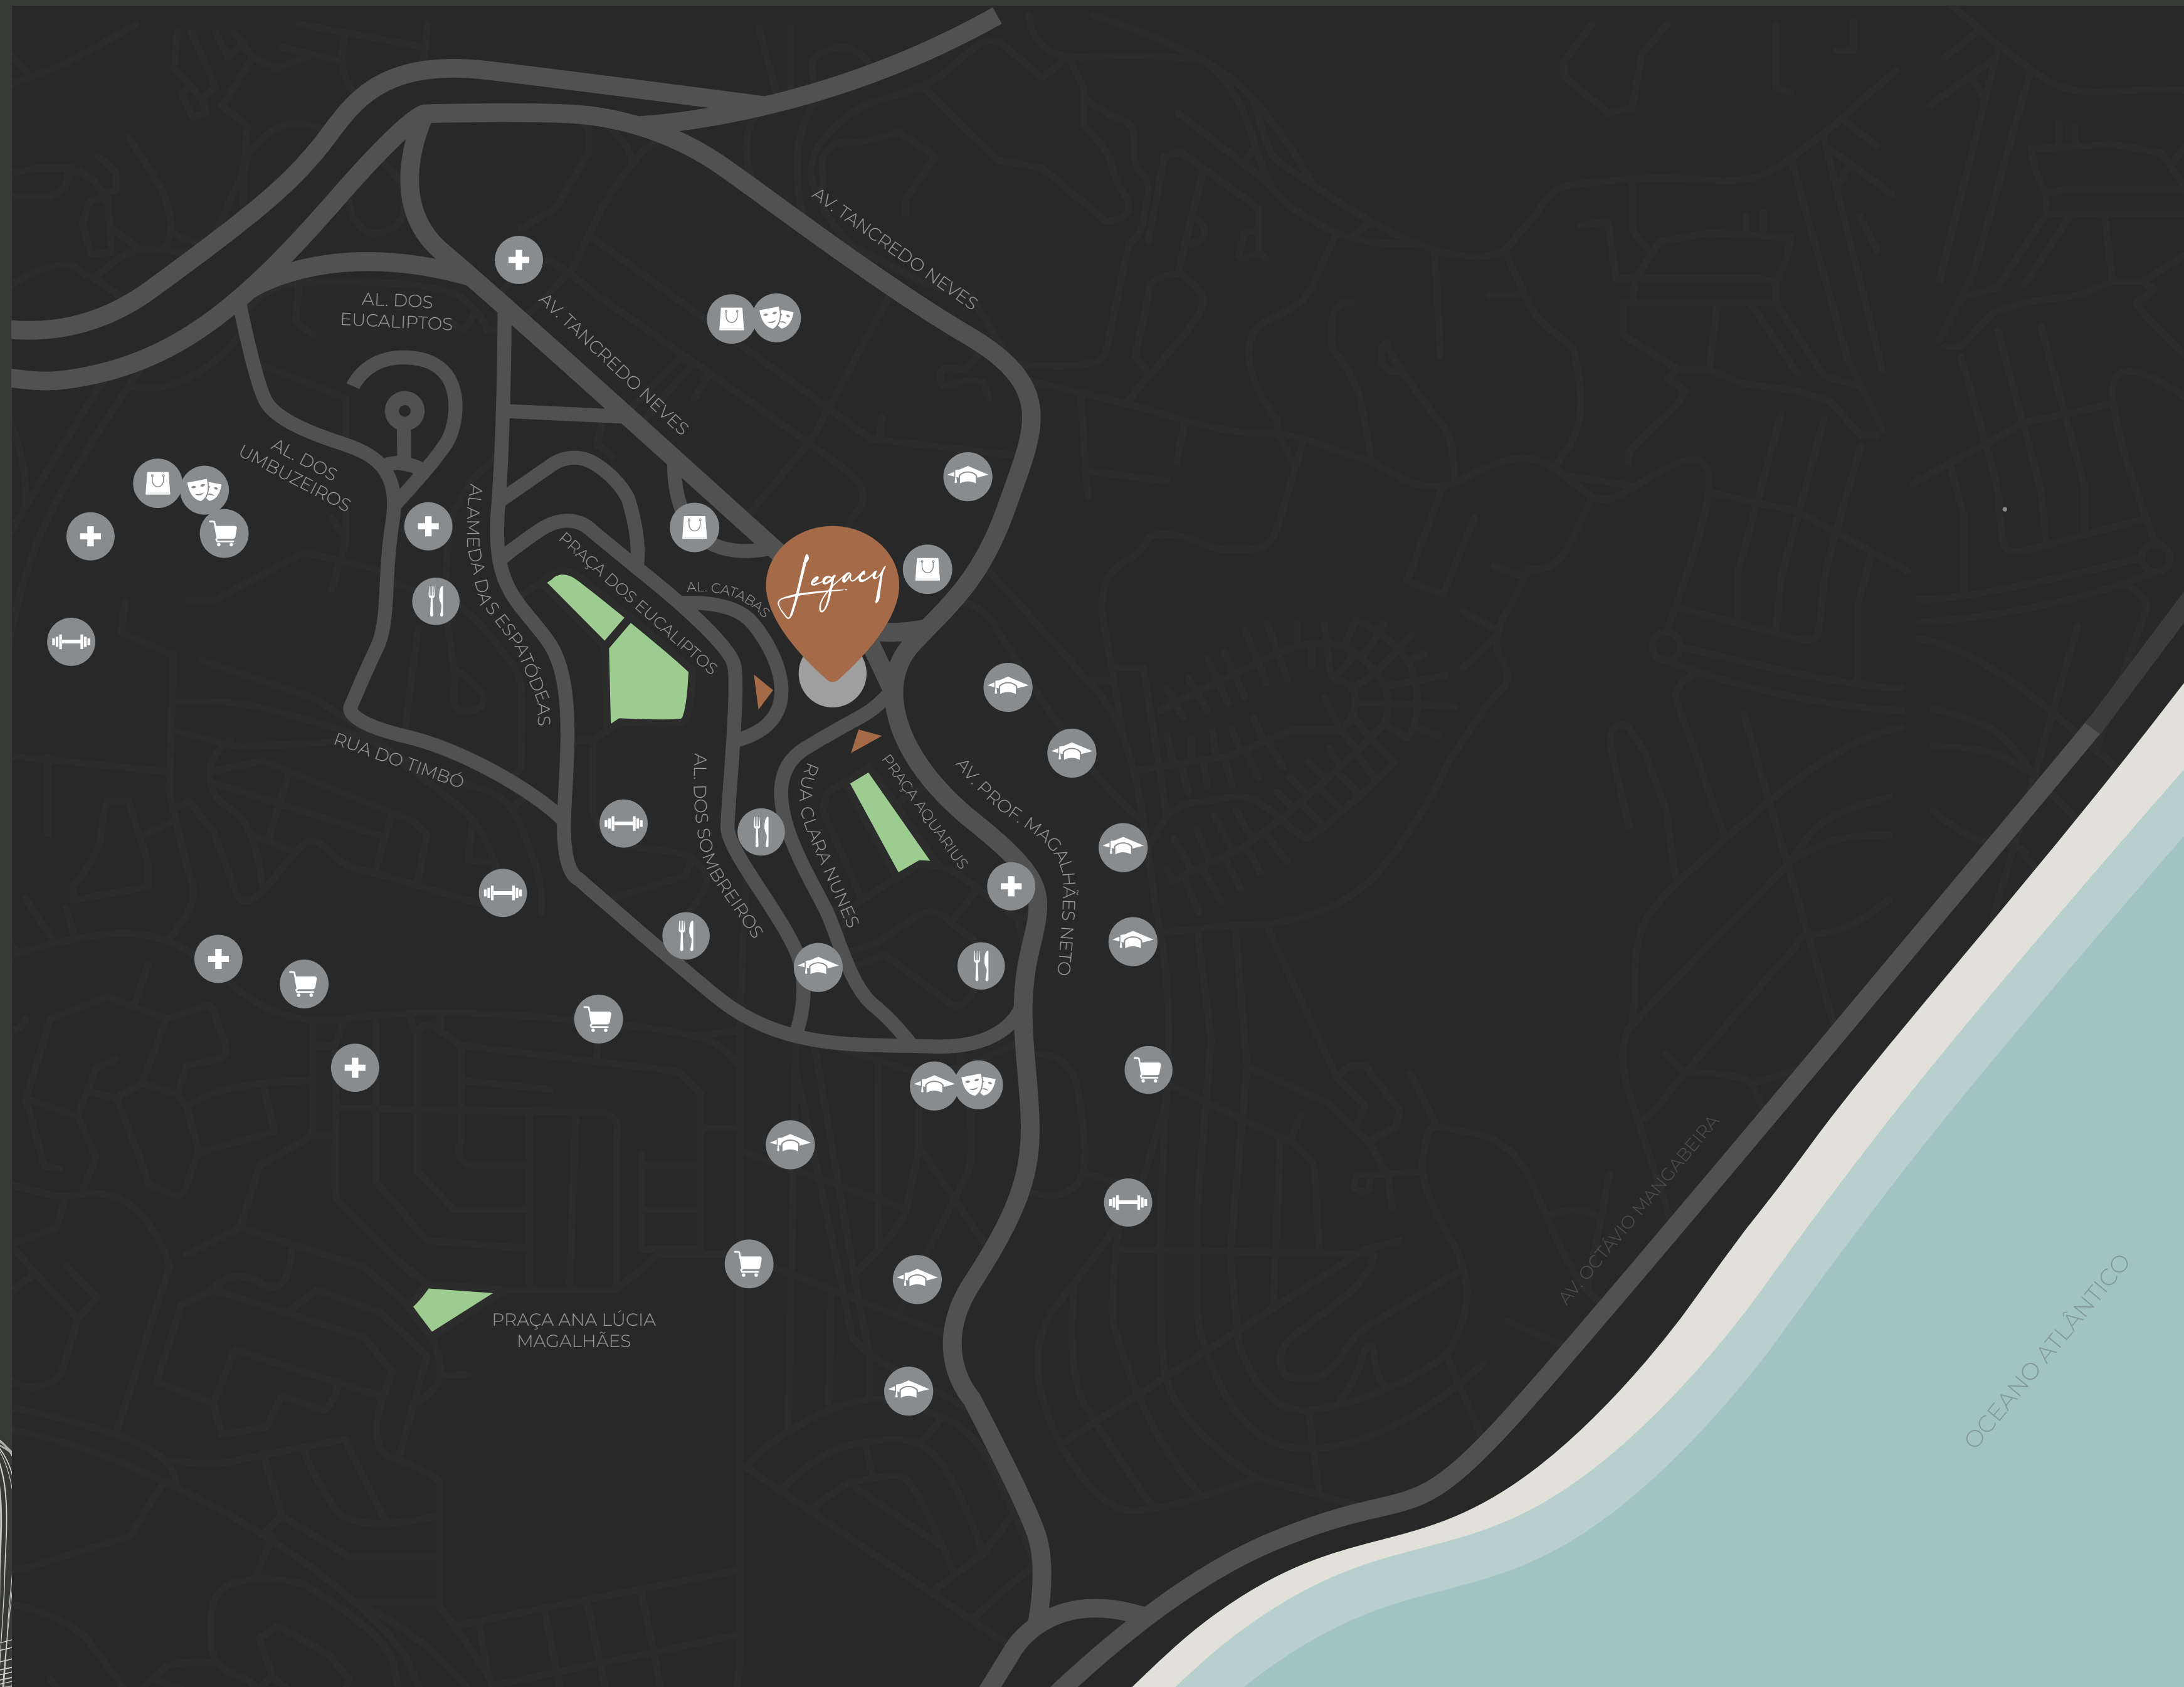 AV. TANCREDO NEVES
AL. DOS
EUCALIPTOS
AV. TANCREDO NEVES
AL. DOS
UMBUZEIROS
ALAMEDA DAS ESPATÓDEAS
PRAÇA DOS EUCALIPTOS
AL. CATABAS
Legacy
RUA DO TIMBÓ
AL. DOS SOMBREIROS
RUA CLARA NUNES
PRAÇA AQUARIUS
AV. PROF. MAGALHÃES NETO
AV. OCTÁVIO MANGABEIRA
OCEANO ATLÂNTICO
PRAÇA ANA LÚCIA
MAGALHÃES